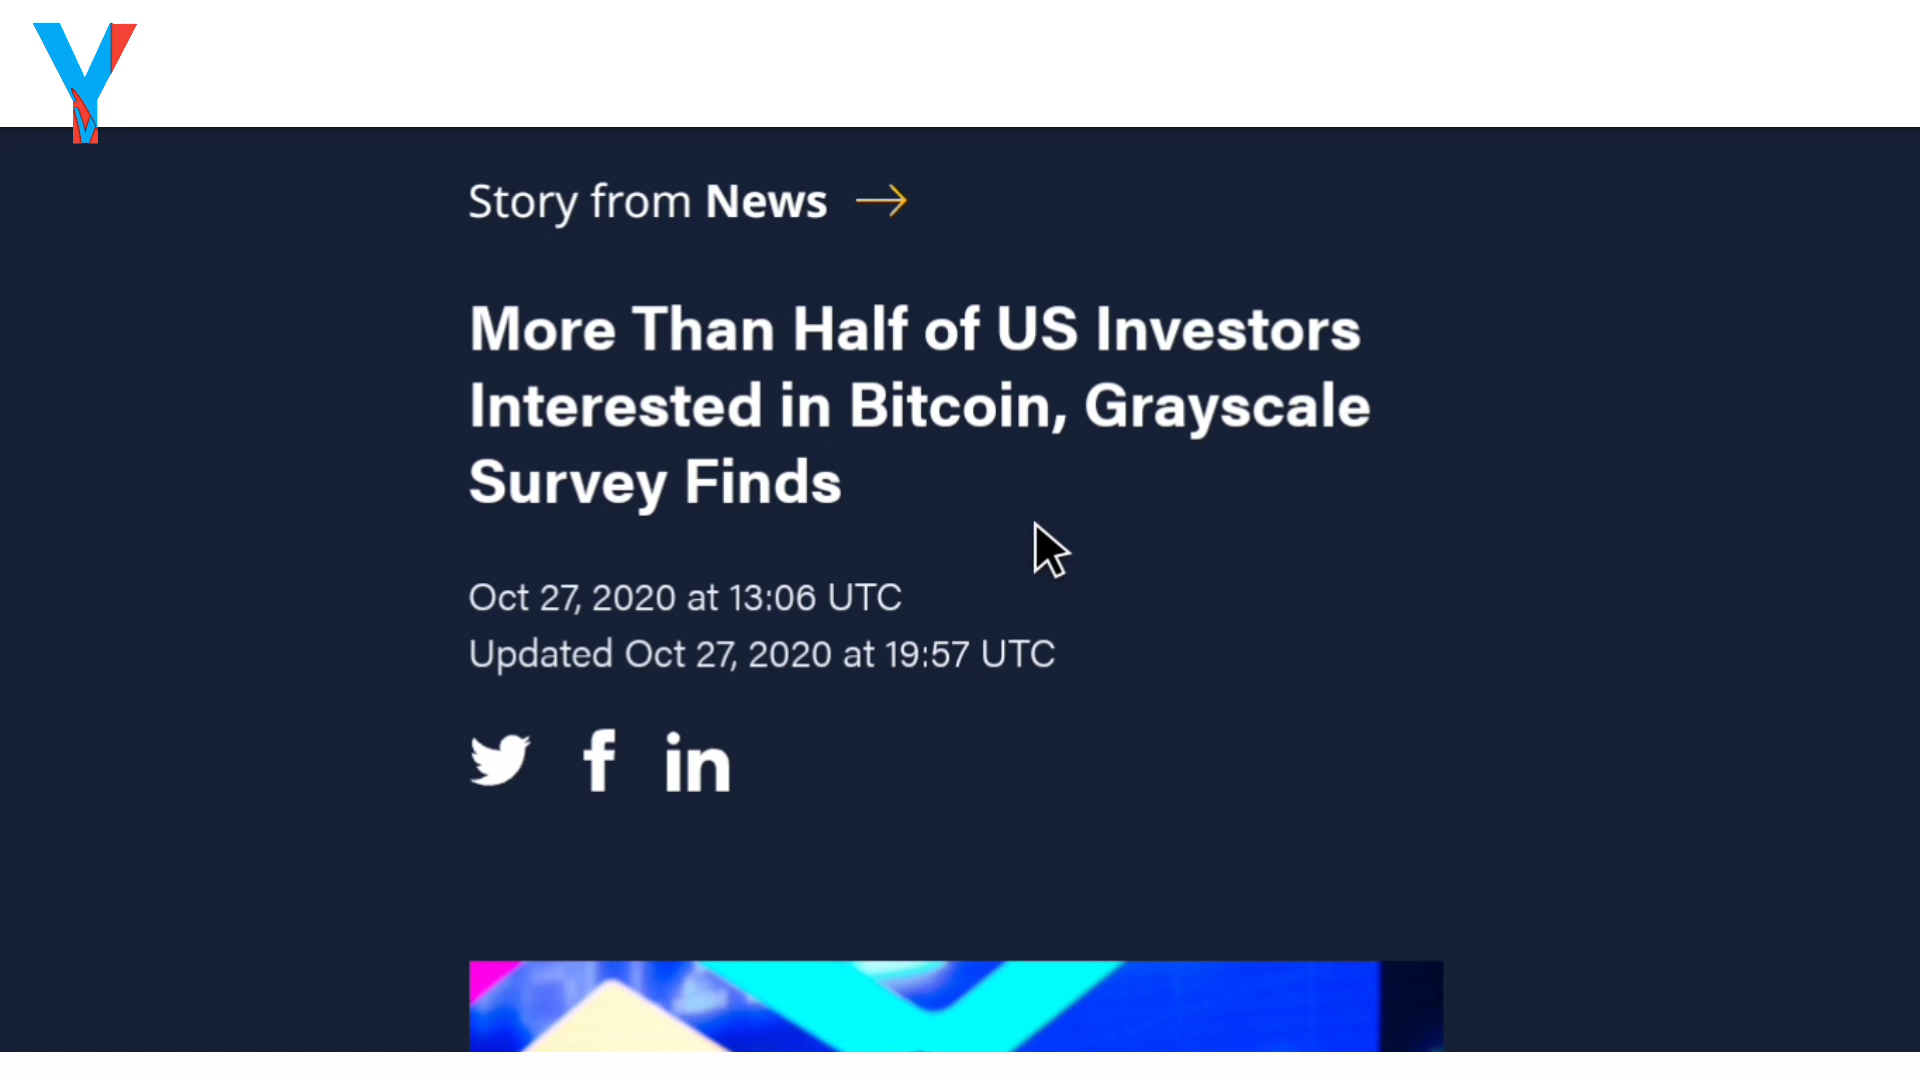 Story from News
More Than Half of US Investors
Interested in Bitcoin, Grayscale
Survey Finds
Oct 27, 2020 at 13:06 UTC
Updated Oct 27, 2020 at 19:57 UTC